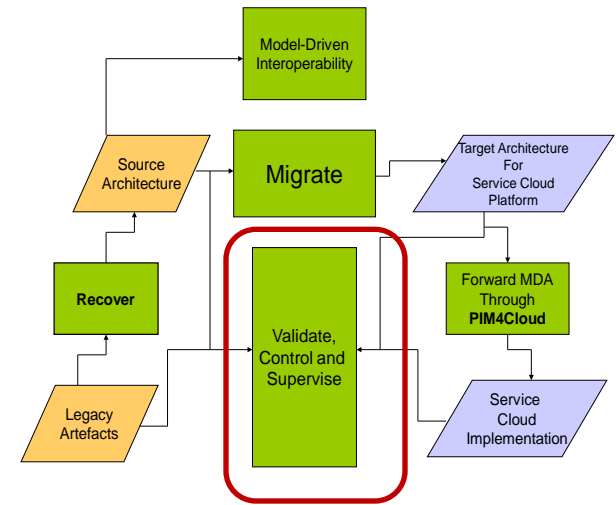 Model-Driven
Interoperability
Source
Architecture
Migrate
Target Architecture
For
Service Cloud
Platform
Recover
Validate,
Control and
Supervise
Forward MDA
Through
PIM4Cloud
Legacy
Artefacts
Service
Cloud
Implementation